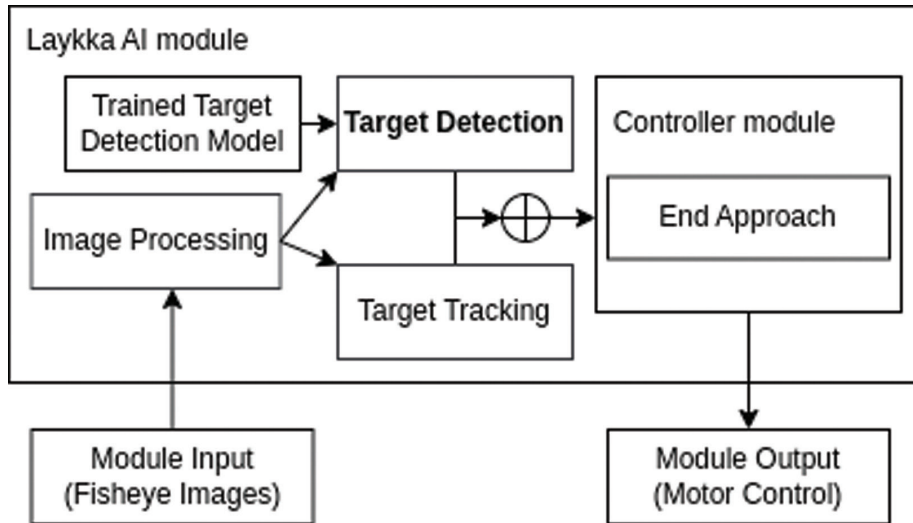 Laykka AI module
Trained Target
Detection Model
Target Detection
Controller module
Image Processing
End Approach
Target Tracking
Module Input
(Fisheye Images)
Module Output
(Motor Control)